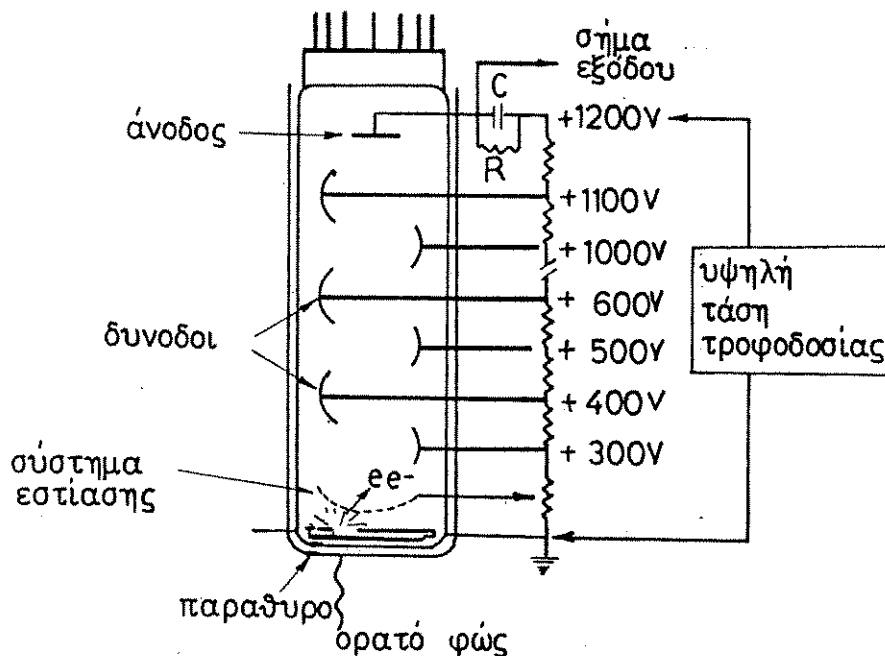 σήμα
εξόδου
C
άνοδος
+1200V
R
+1100V
+1000V
υψηλή
τάση
τροφοδοσίας
+ 600V
δυνοδοι
+ 500V
+ 400V
+ 300V
σύστημα
εστίασης
ee-
παραθυρο
ορατό φώς